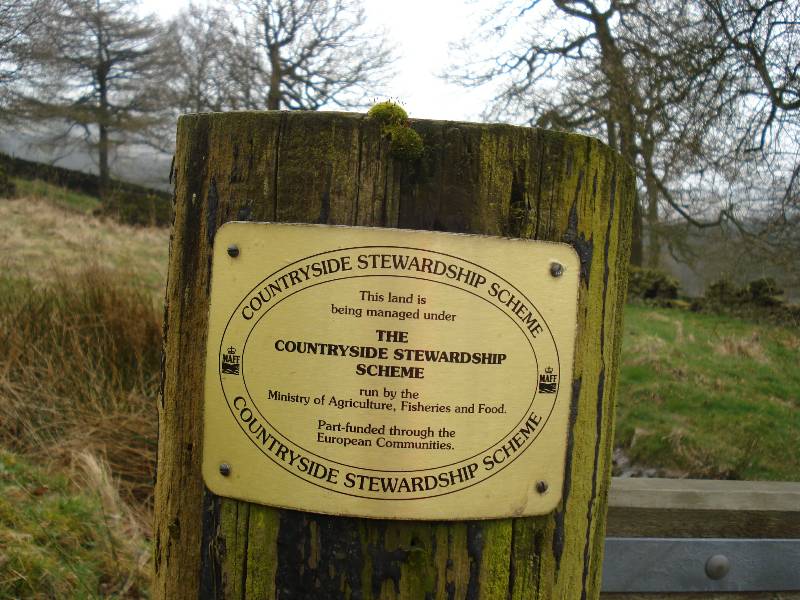 COUNTRYSIDE STEWARDSHIP SCHEME
This land is
being managed under
THE
COUNTRYSIDE STEWARDSHIP
SCHEME
MAFF
MAFF
run by the
Ministry of Agriculture, Fisheries and Food.
Part-funded through the
European Communities.
COUNTRYSIDE STEWARDSHIP SCHEME